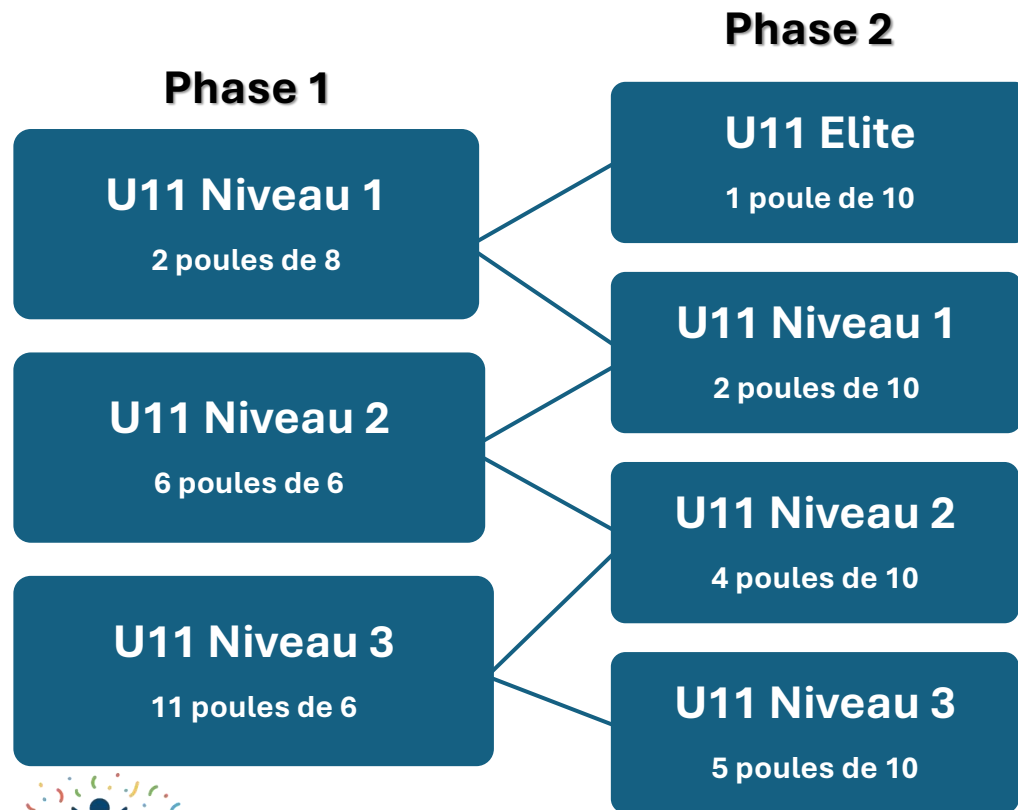 Phase 1
U11 Niveau 1
2 poules de 8
U11 Niveau 2
6 poules de 6
U11 Niveau 3
11 poules de 6
Phase 2
U11 Elite
1 poule de 10
U11 Niveau 1
2 poules de 10
U11 Niveau 2
4 poules de 10
U11 Niveau 3
5 poules de 10